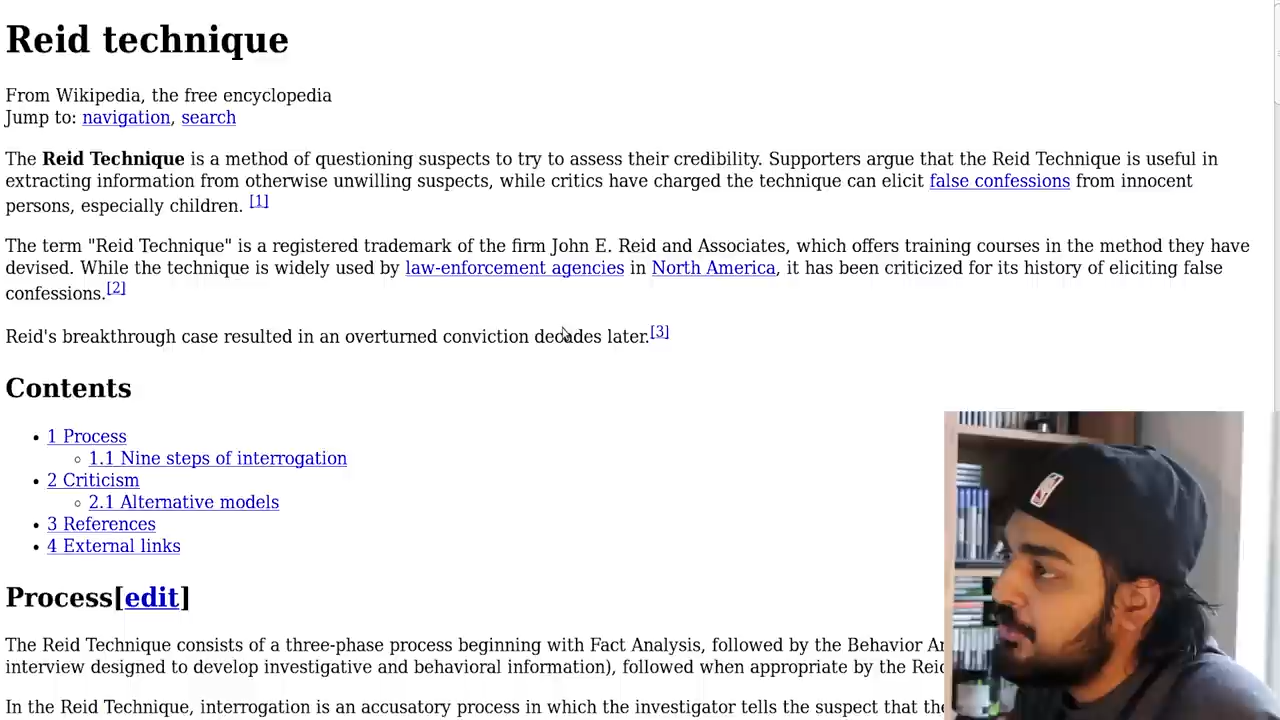 Reid technique
From Wikipedia, the free encyclopedia
Jump to: navigation, search
The Reid Technique is a method of questioning suspects to try to assess their credibility. Supporters argue that the Reid Technique is useful in
extracting information from otherwise unwilling suspects, while critics have charged the technique can elicit false confessions from innocent
persons, especially children. [1]
The term "Reid Technique" is a registered trademark of the firm John E. Reid and Associates, which offers training courses in the method they have
devised. While the technique is widely used by law-enforcement agencies in North America, it has been criticized for its history of eliciting false
confessions.[2]
Reid's breakthrough case resulted in an overturned conviction decades later.[3]
Contents
• 1 Process
◦ 1.1 Nine steps of interrogation
• 2 Criticism
◦ 2.1 Alternative models
• 3 References
• 4 External links
Process[edit]
The Reid Technique consists of a three-phase process beginning with Fact Analysis, followed by the Behavior
interview designed to develop investigative and behavioral information), followed when appropriate by the
In the Reid Technique, interrogation is an accusatory process in which the investigator tells the suspect that